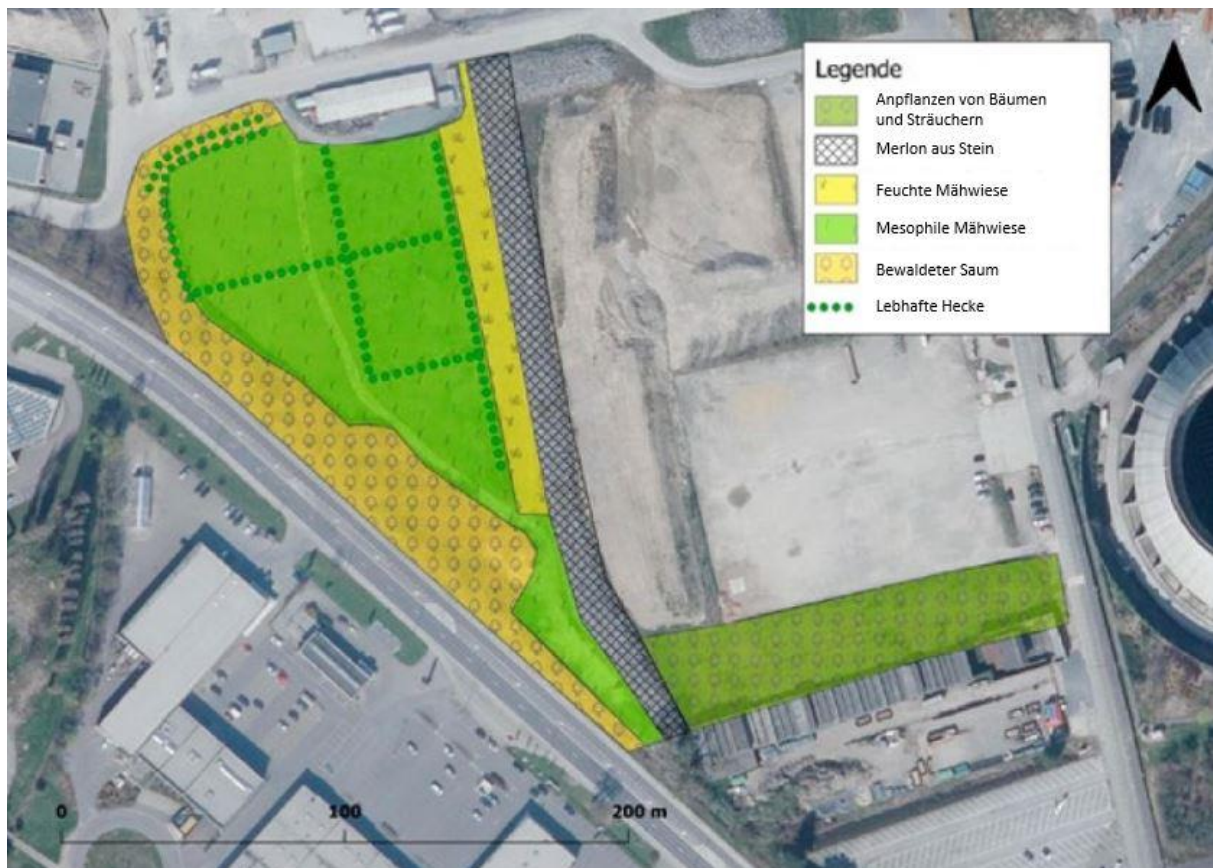 Legende
Anpflanzen von Bäumen
und Sträuchern
Merlon aus Stein
Feuchte Mähwiese
Mesophile Mähwiese
Bewaldeter Saum
Lebhafte Hecke
0 100 200 m